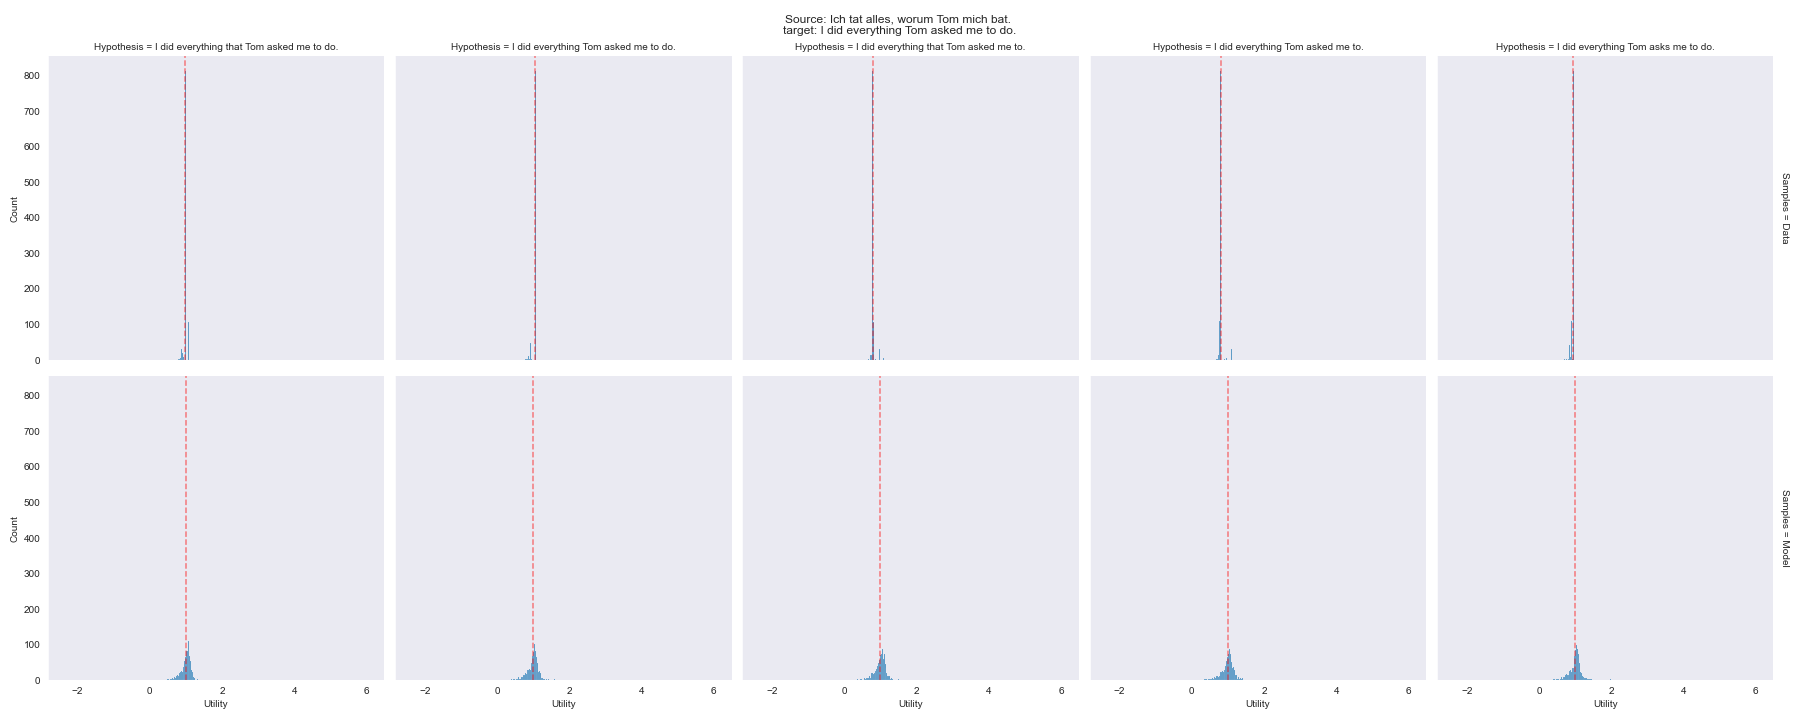 Source: Ich tat alles, worum Tom mich bat.
target: I did everything Tom asked me to do.
Hypothesis = I did everything that Tom asked me to do.
Hypothesis = I did everything Tom asked me to do.
Hypothesis = I did everything that Tom asked me to.
Hypothesis = I did everything Tom asked me to.
Hypothesis = I did everything Tom asks me to do.
800
700
600
500
400
300
200
100
0
Count
Samples = Data
800
700
600
500
400
300
200
100
0
Count
Samples = Model
−2 0 2 4 6
−2 0 2 4 6
−2 0 2 4 6
−2 0 2 4 6
−2 0 2 4 6
Utility
Utility
Utility
Utility
Utility